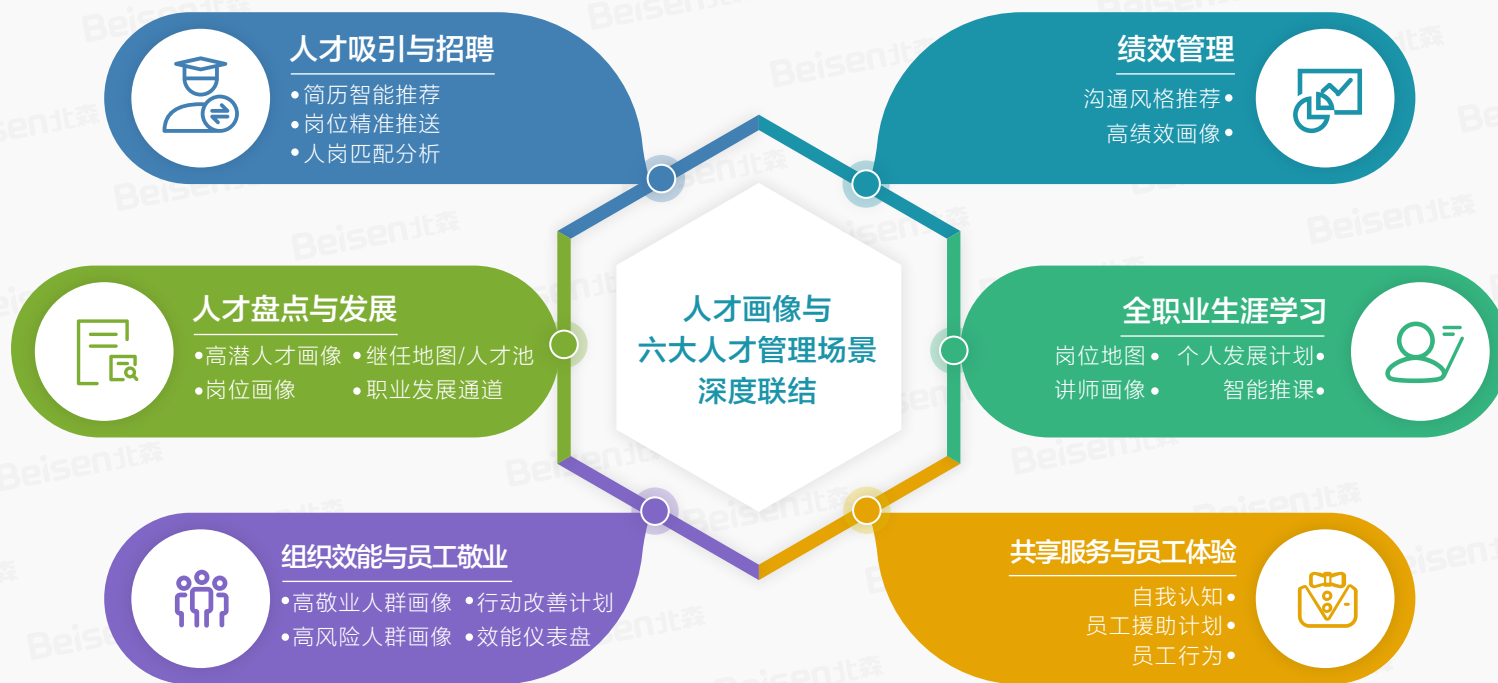 人才吸引与招聘
•简历智能推荐
•岗位精准推送
•人岗匹配分析
绩效管理
沟通风格推荐•
高绩效画像•
人才盘点与发展
•高潜人才画像 •继任地图/人才池
•岗位画像 •职业发展通道
人才画像与
六大人才管理场景
深度联结
全职业生涯学习
岗位地图• 个人发展计划•
讲师画像• 智能推课•
组织效能与员工敬业
•高敬业人群画像 •行动改善计划
•高风险人群画像 •效能仪表盘
共享服务与员工体验
自我认知•
员工援助计划•
员工行为•
Beisen北森